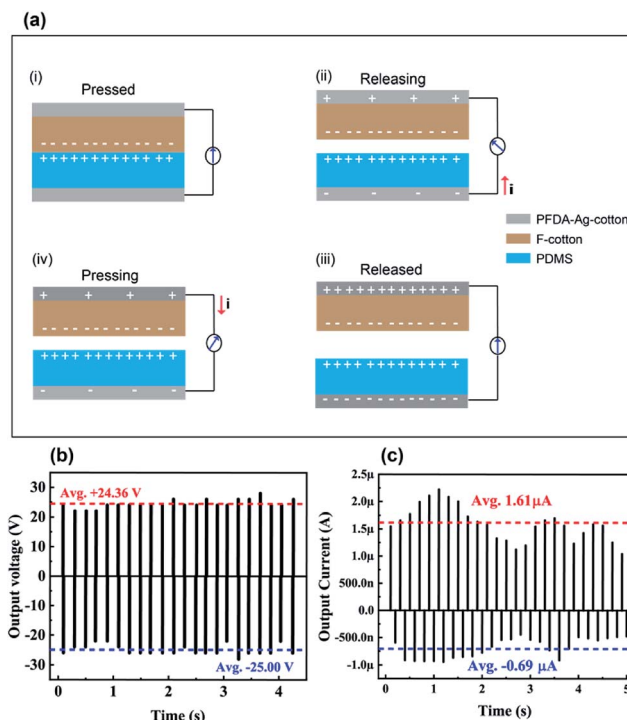 (a)
(i)
Pressed
- - - - - - - - - - - -
+ + + + + + + + + + + +
(ii)
Releasing
+ + + +
- - - - - - - - - - - -
+ + + + + + + + + + + +
- - - -
i
PFDA-Ag-cotton
F-cotton
PDMS
(iv)
Pressing
+ + + +
- - - - - - - - - - - -
+ + + + + + + + + + + +
- - - -
i
(iii)
Released
+ + + + + + + + + + + +
- - - - - - - - - - - -
+ + + + + + + + + + + +
- - - - - - - - - - - -
(b)
Output voltage (V)
30
20
10
0
-10
-20
-30
Avg. +24.36 V
Avg. -25.00 V
0 1 2 3 4
Time (s)
(c)
Output Current (A)
2.5µ
2.0µ
1.5µ
1.0µ
500.0n
0.0
-500.0n
-1.0µ
Avg. 1.61µA
Avg. -0.69 µA
0 1 2 3 4 5
Time (s)